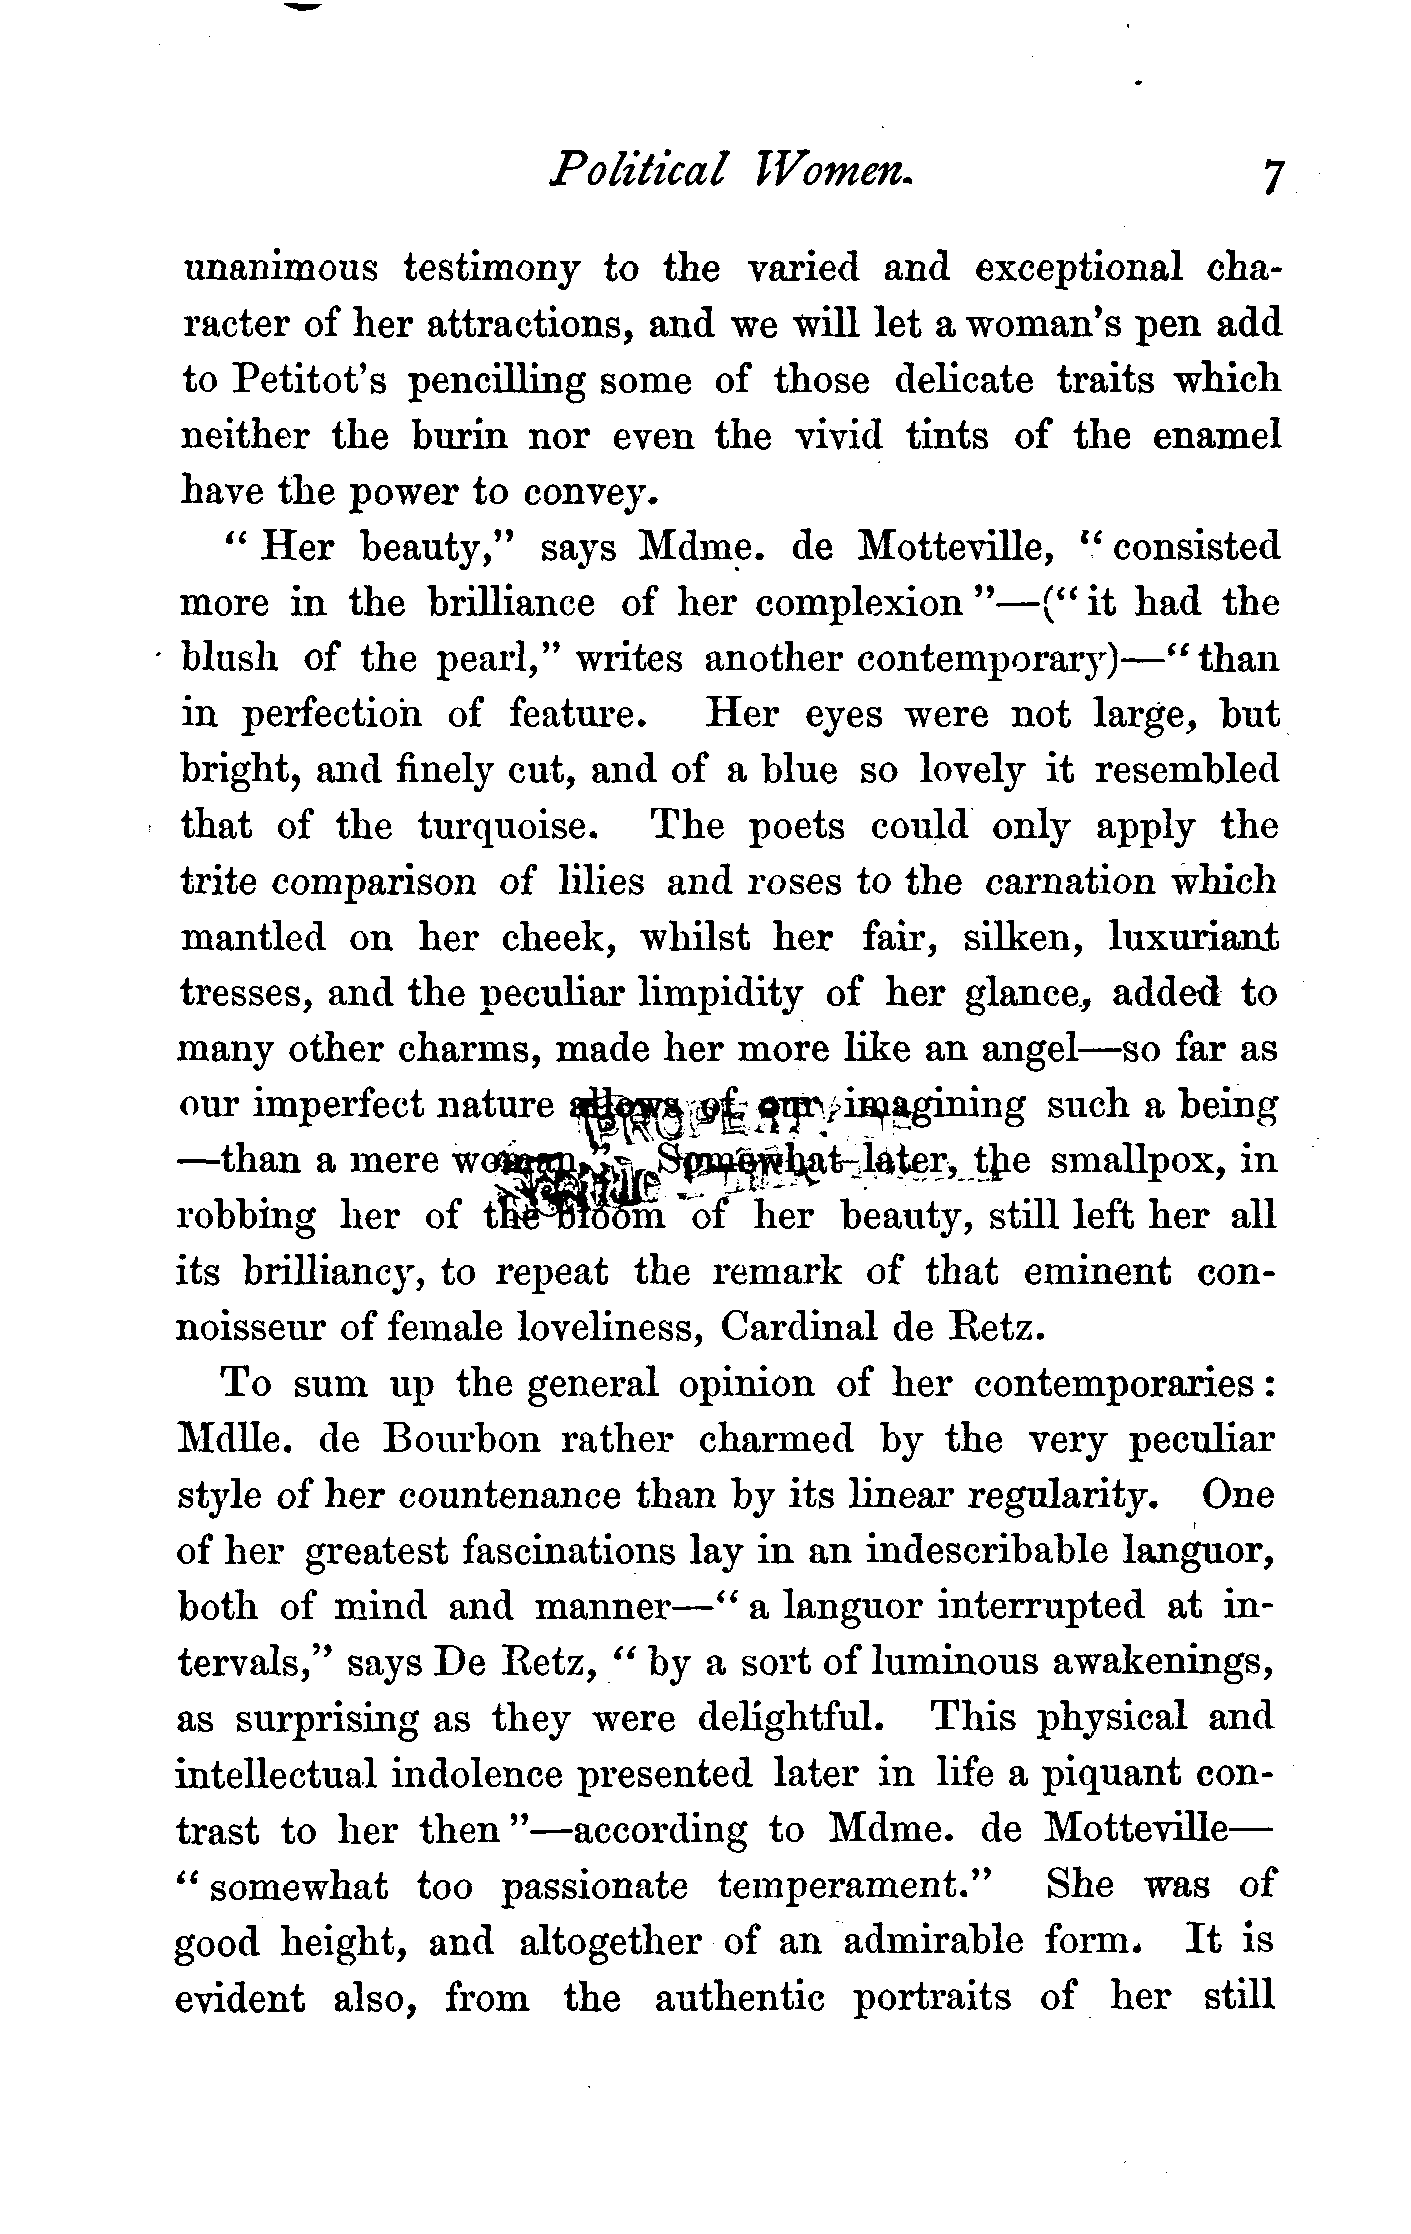 Political Women. 7
unanimous testimony to the varied and exceptional cha-
racter of her attractions, and we will let a woman's pen add
to Petitot's pencilling some of those delicate traits which
neither the burin nor even the vivid tints of the enamel
have the power to convey.
" Her beauty," says Mdme. de Motteville, " consisted
more in the brilliance of her complexion "—(" it had the
blush of the pearl," writes another contemporary)—" than
in perfection of feature. Her eyes were not large, but
bright, and finely cut, and of a blue so lovely it resembled
that of the turquoise. The poets could only apply the
trite comparison of lilies and roses to the carnation which
mantled on her cheek, whilst her fair, silken, luxuriant
tresses, and the peculiar limpidity of her glance, added to
many other charms, made her more like an angel—so far as
our imperfect nature allows of our imagining such a being
—than a mere woman." Somewhat later, the smallpox, in
robbing her of the bloom of her beauty, still left her all
its brilliancy, to repeat the remark of that eminent con-
noisseur of female loveliness, Cardinal de Retz.
To sum up the general opinion of her contemporaries :
Mdlle. de Bourbon rather charmed by the very peculiar
style of her countenance than by its linear regularity. One
of her greatest fascinations lay in an indescribable languor,
both of mind and manner—" a languor interrupted at in-
tervals," says De Retz, " by a sort of luminous awakenings,
as surprising as they were delightful. This physical and
intellectual indolence presented later in life a piquant con-
trast to her then "—according to Mdme. de Motteville—
" somewhat too passionate temperament." She was of
good height, and altogether of an admirable form. It is
evident also, from the authentic portraits of her still